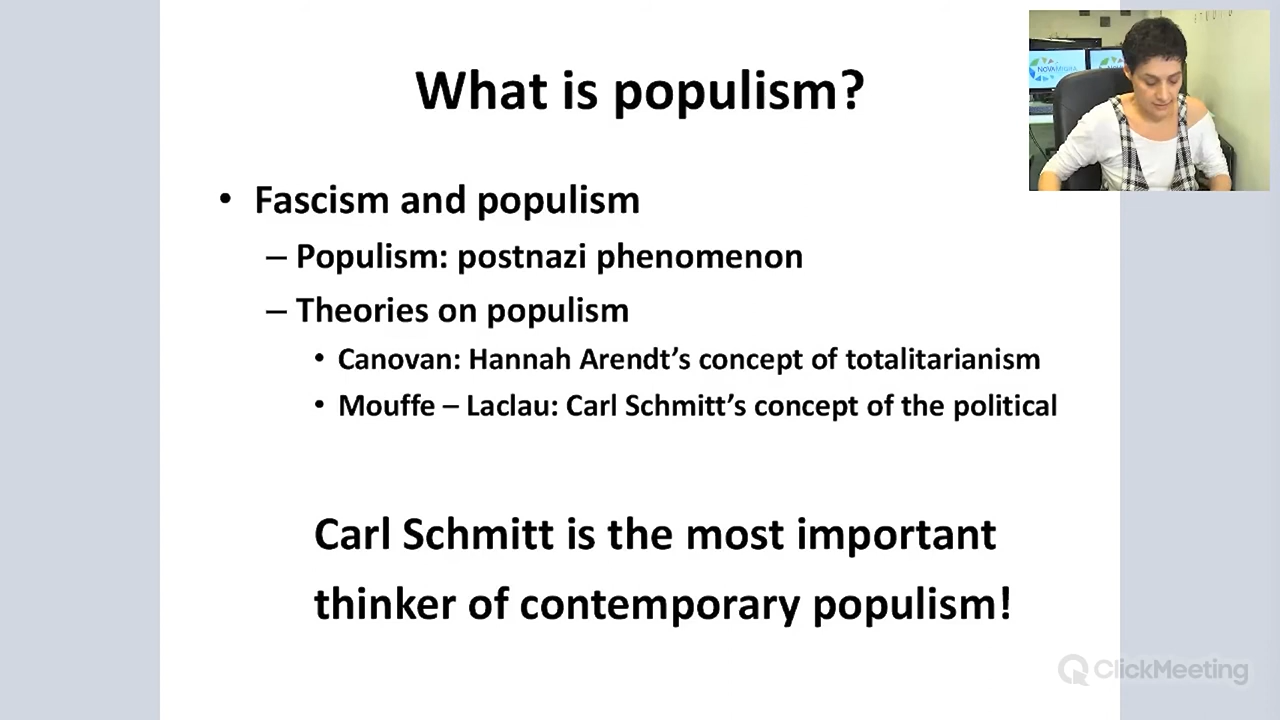 What is populism?
NOVAMIGRA
• Fascism and populism
– Populism: postnazi phenomenon
– Theories on populism
• Canovan: Hannah Arendt’s concept of totalitarianism
• Mouffe – Laclau: Carl Schmitt’s concept of the political
Carl Schmitt is the most important
thinker of contemporary populism!
ClickMeeting